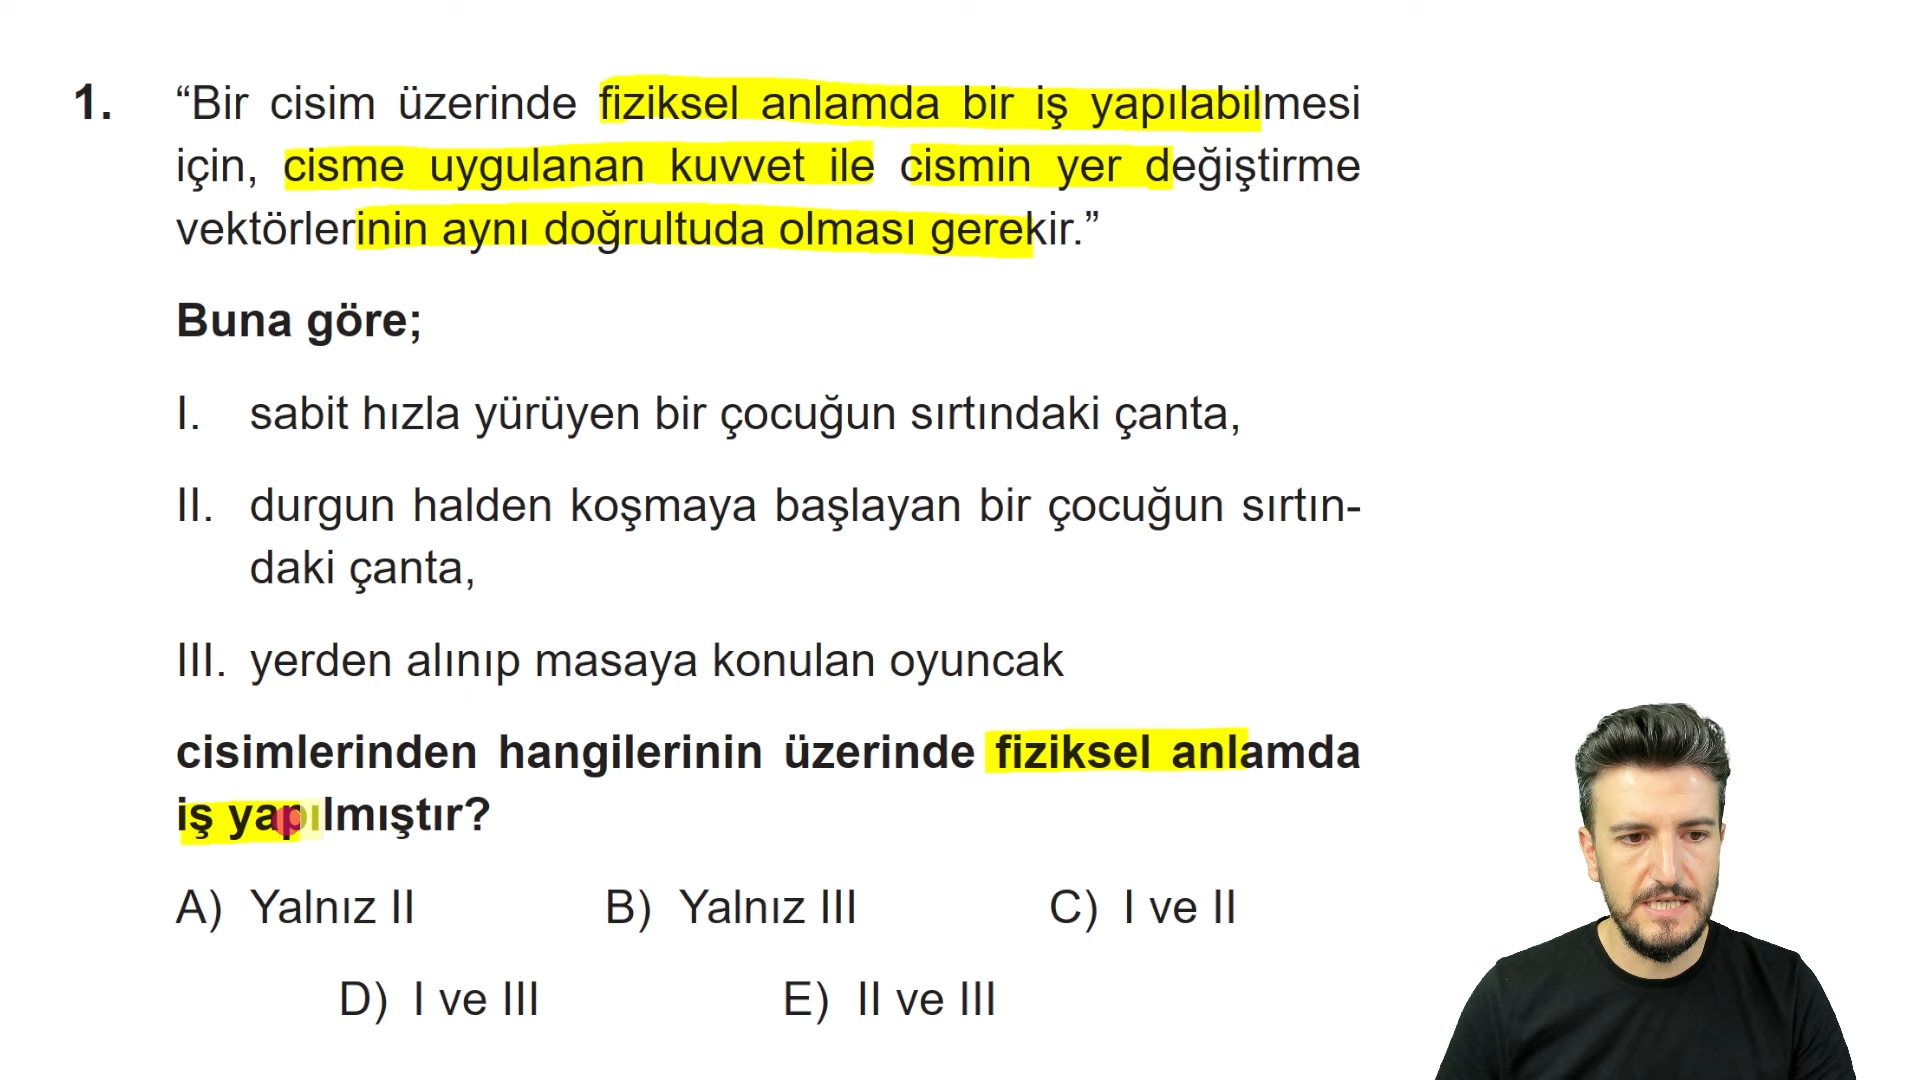 1. “Bir cisim üzerinde fiziksel anlamda bir iş yapılabilmesi
için, cisme uygulanan kuvvet ile cismin yer değiştirme
vektörlerinin aynı doğrultuda olması gerekir.”
Buna göre;
I. sabit hızla yürüyen bir çocuğun sırtındaki çanta,
II. durgun halden koşmaya başlayan bir çocuğun sırtın-
daki çanta,
III. yerden alınıp masaya konulan oyuncak
cisimlerinden hangilerinin üzerinde fiziksel anlamda
iş yapılmıştır?
A) Yalnız II B) Yalnız III C) I ve II
D) I ve III E) II ve III